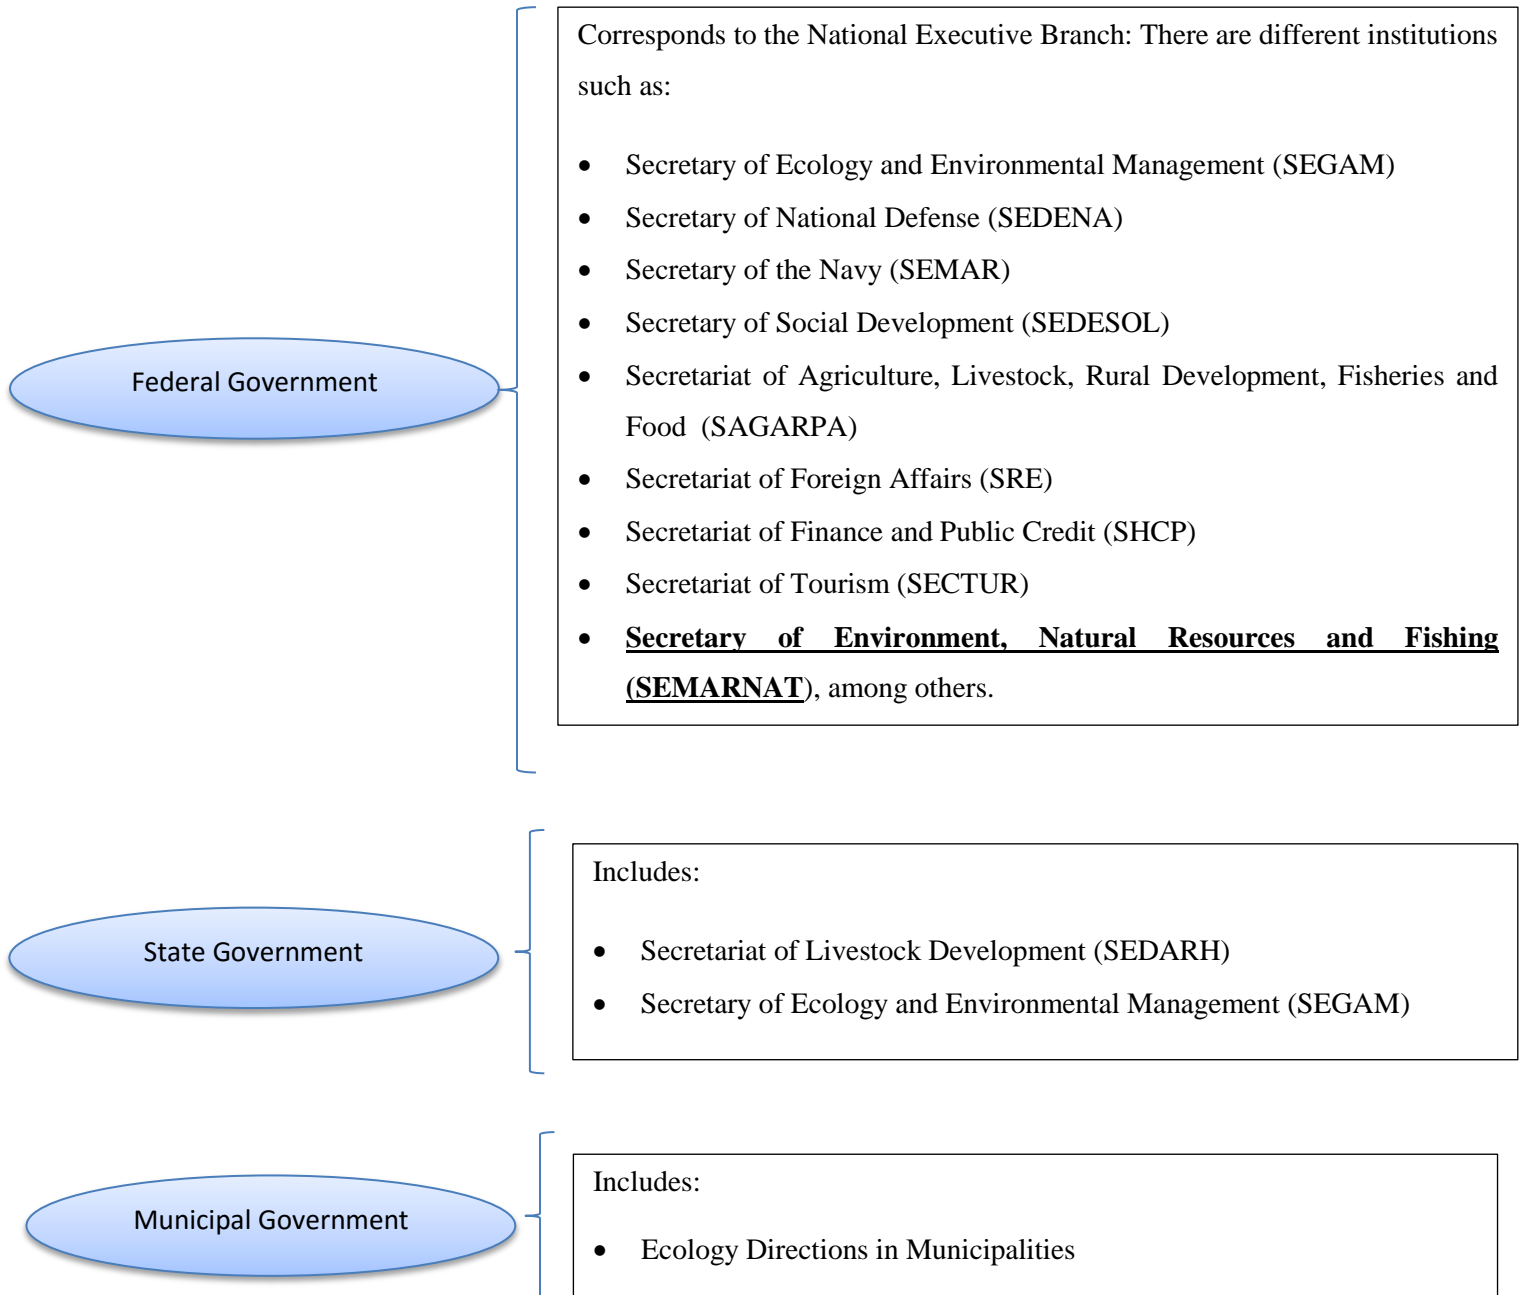 Corresponds to the National Executive Branch: There are different institutions
such as:
• Secretary of Ecology and Environmental Management (SEGAM)
• Secretary of National Defense (SEDENA)
• Secretary of the Navy (SEMAR)
• Secretary of Social Development (SEDESOL)
Federal Government
• Secretariat of Agriculture, Livestock, Rural Development, Fisheries and
Food (SAGARPA)
• Secretariat of Foreign Affairs (SRE)
• Secretariat of Finance and Public Credit (SHCP)
• Secretariat of Tourism (SECTUR)
• Secretary of Environment, Natural Resources and Fishing
(SEMARNAT), among others.
State Government
Includes:
• Secretariat of Livestock Development (SEDARH)
• Secretary of Ecology and Environmental Management (SEGAM)
Municipal Government
Includes:
• Ecology Directions in Municipalities